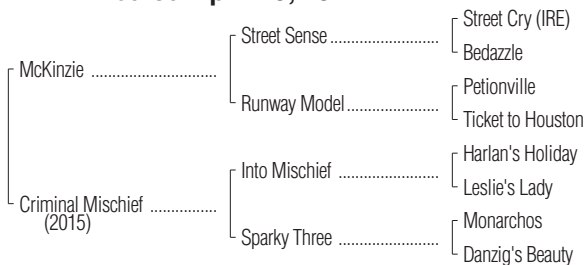 Street Cry (IRE)
Street Sense
Bedazzle
McKinzie
Petionville
Runway Model
Ticket to Houston
Harlan's Holiday
Into Mischief
Leslie's Lady
Criminal Mischief
(2015)
Monarchos
Sparky Three
Danzig's Beauty